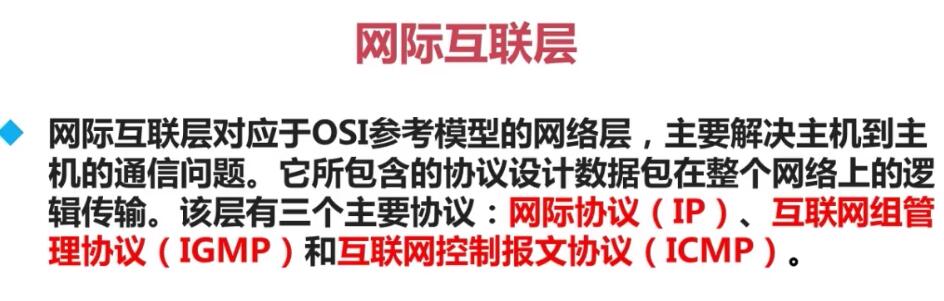 网际互联层
网际互联层对应于OSI参考模型的网络层，主要解决主机到主
机的通信问题。它所包含的协议设计数据包在整个网络上的逻
辑传输。该层有三个主要协议：网际协议（IP）、互联网组管
理协议（IGMP）和互联网控制报文协议（ICMP）。